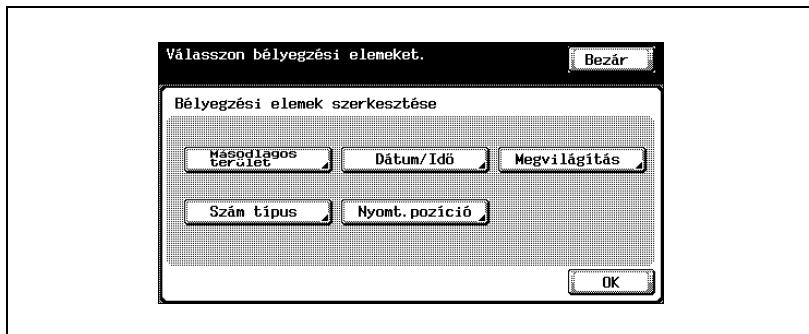 Válasszon bélyegzési elemeket.
Bezár
Bélyegzési elemek szerkesztése
Másodlagos
terület
Dátum/Idő
Megvilágítás
Szám típus
Nyomt.pozíció
OK